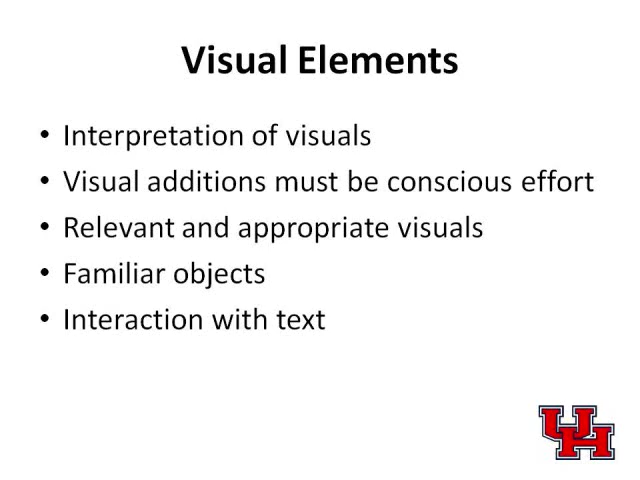 Visual Elements
• Interpretation of visuals
• Visual additions must be conscious effort
• Relevant and appropriate visuals
• Familiar objects
• Interaction with text
UH